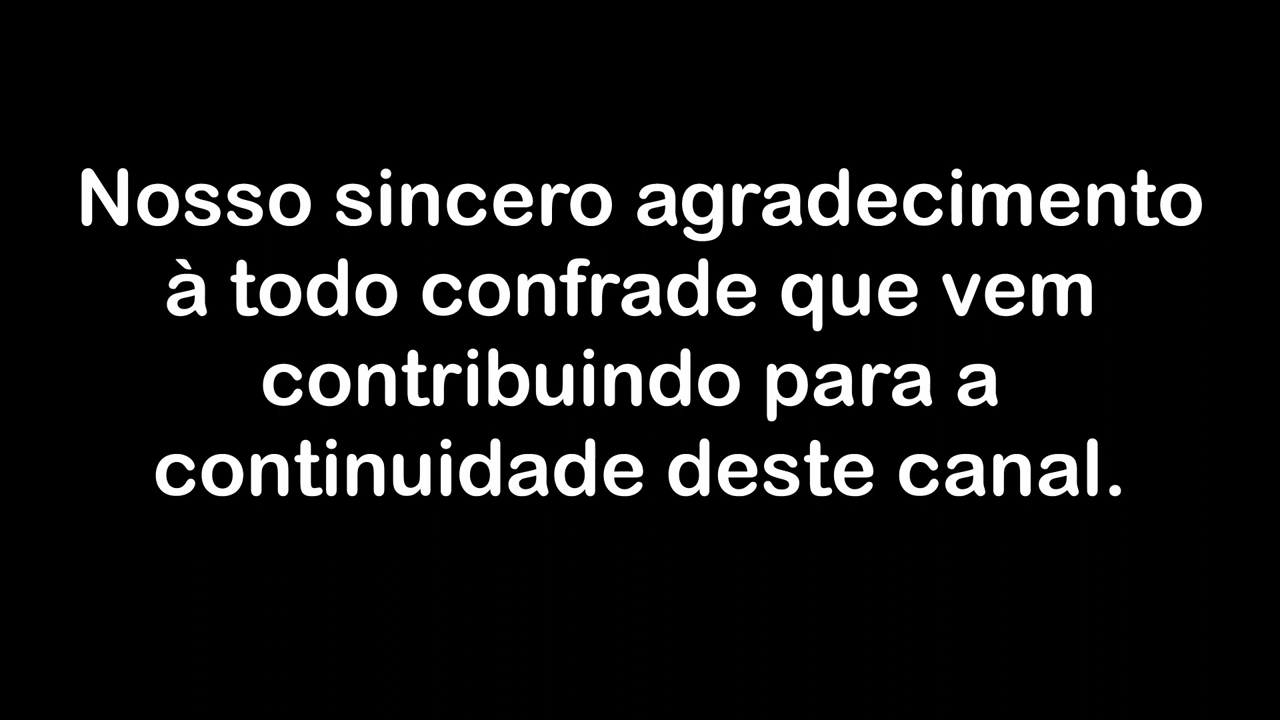 Nosso sincero agradecimento
à todo confrade que vem
contribuindo para a
continuidade deste canal.